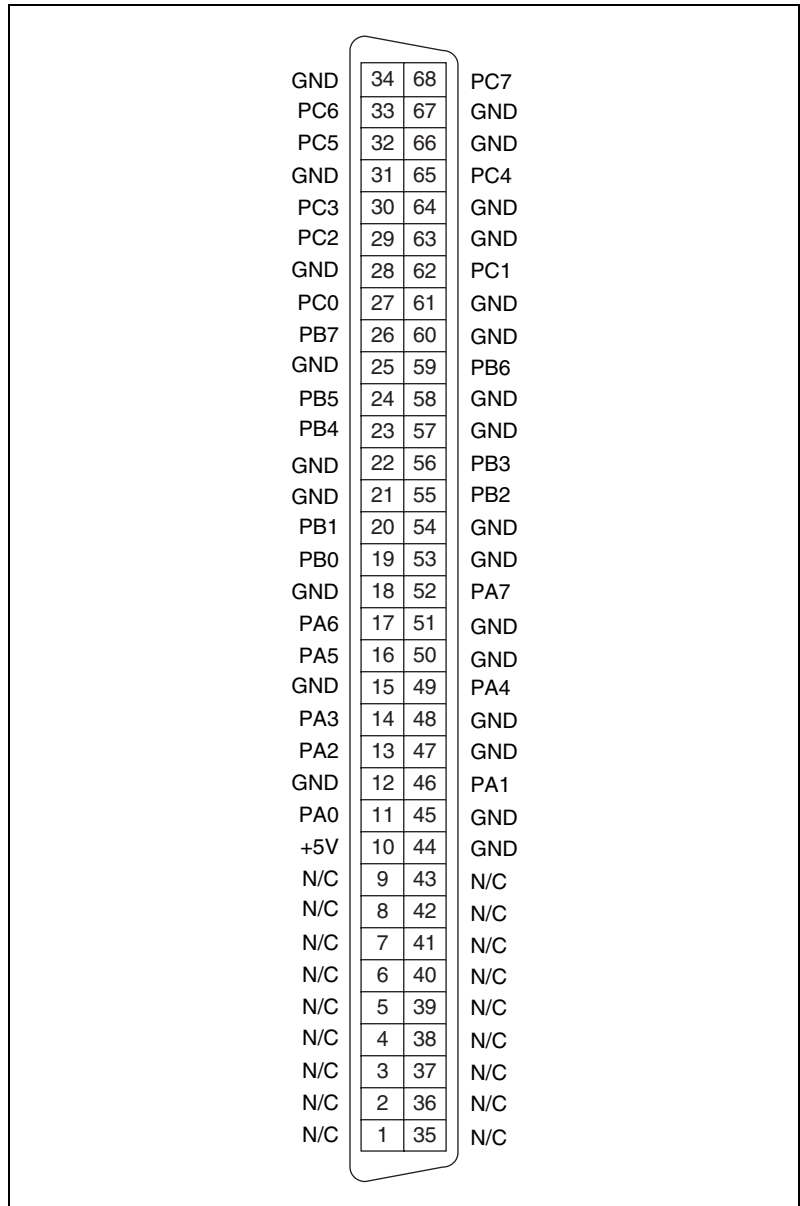 GND 34 68 PC7
PC6 33 67 GND
PC5 32 66 GND
GND 31 65 PC4
PC3 30 64 GND
PC2 29 63 GND
GND 28 62 PC1
PC0 27 61 GND
PB7 26 60 GND
GND 25 59 PB6
PB5 24 58 GND
PB4 23 57 GND
GND 22 56 PB3
GND 21 55 PB2
PB1 20 54 GND
PB0 19 53 GND
GND 18 52 PA7
PA6 17 51 GND
PA5 16 50 GND
GND 15 49 PA4
PA3 14 48 GND
PA2 13 47 GND
GND 12 46 PA1
PA0 11 45 GND
+5V 10 44 GND
N/C 9 43 N/C
N/C 8 42 N/C
N/C 7 41 N/C
N/C 6 40 N/C
N/C 5 39 N/C
N/C 4 38 N/C
N/C 3 37 N/C
N/C 2 36 N/C
N/C 1 35 N/C